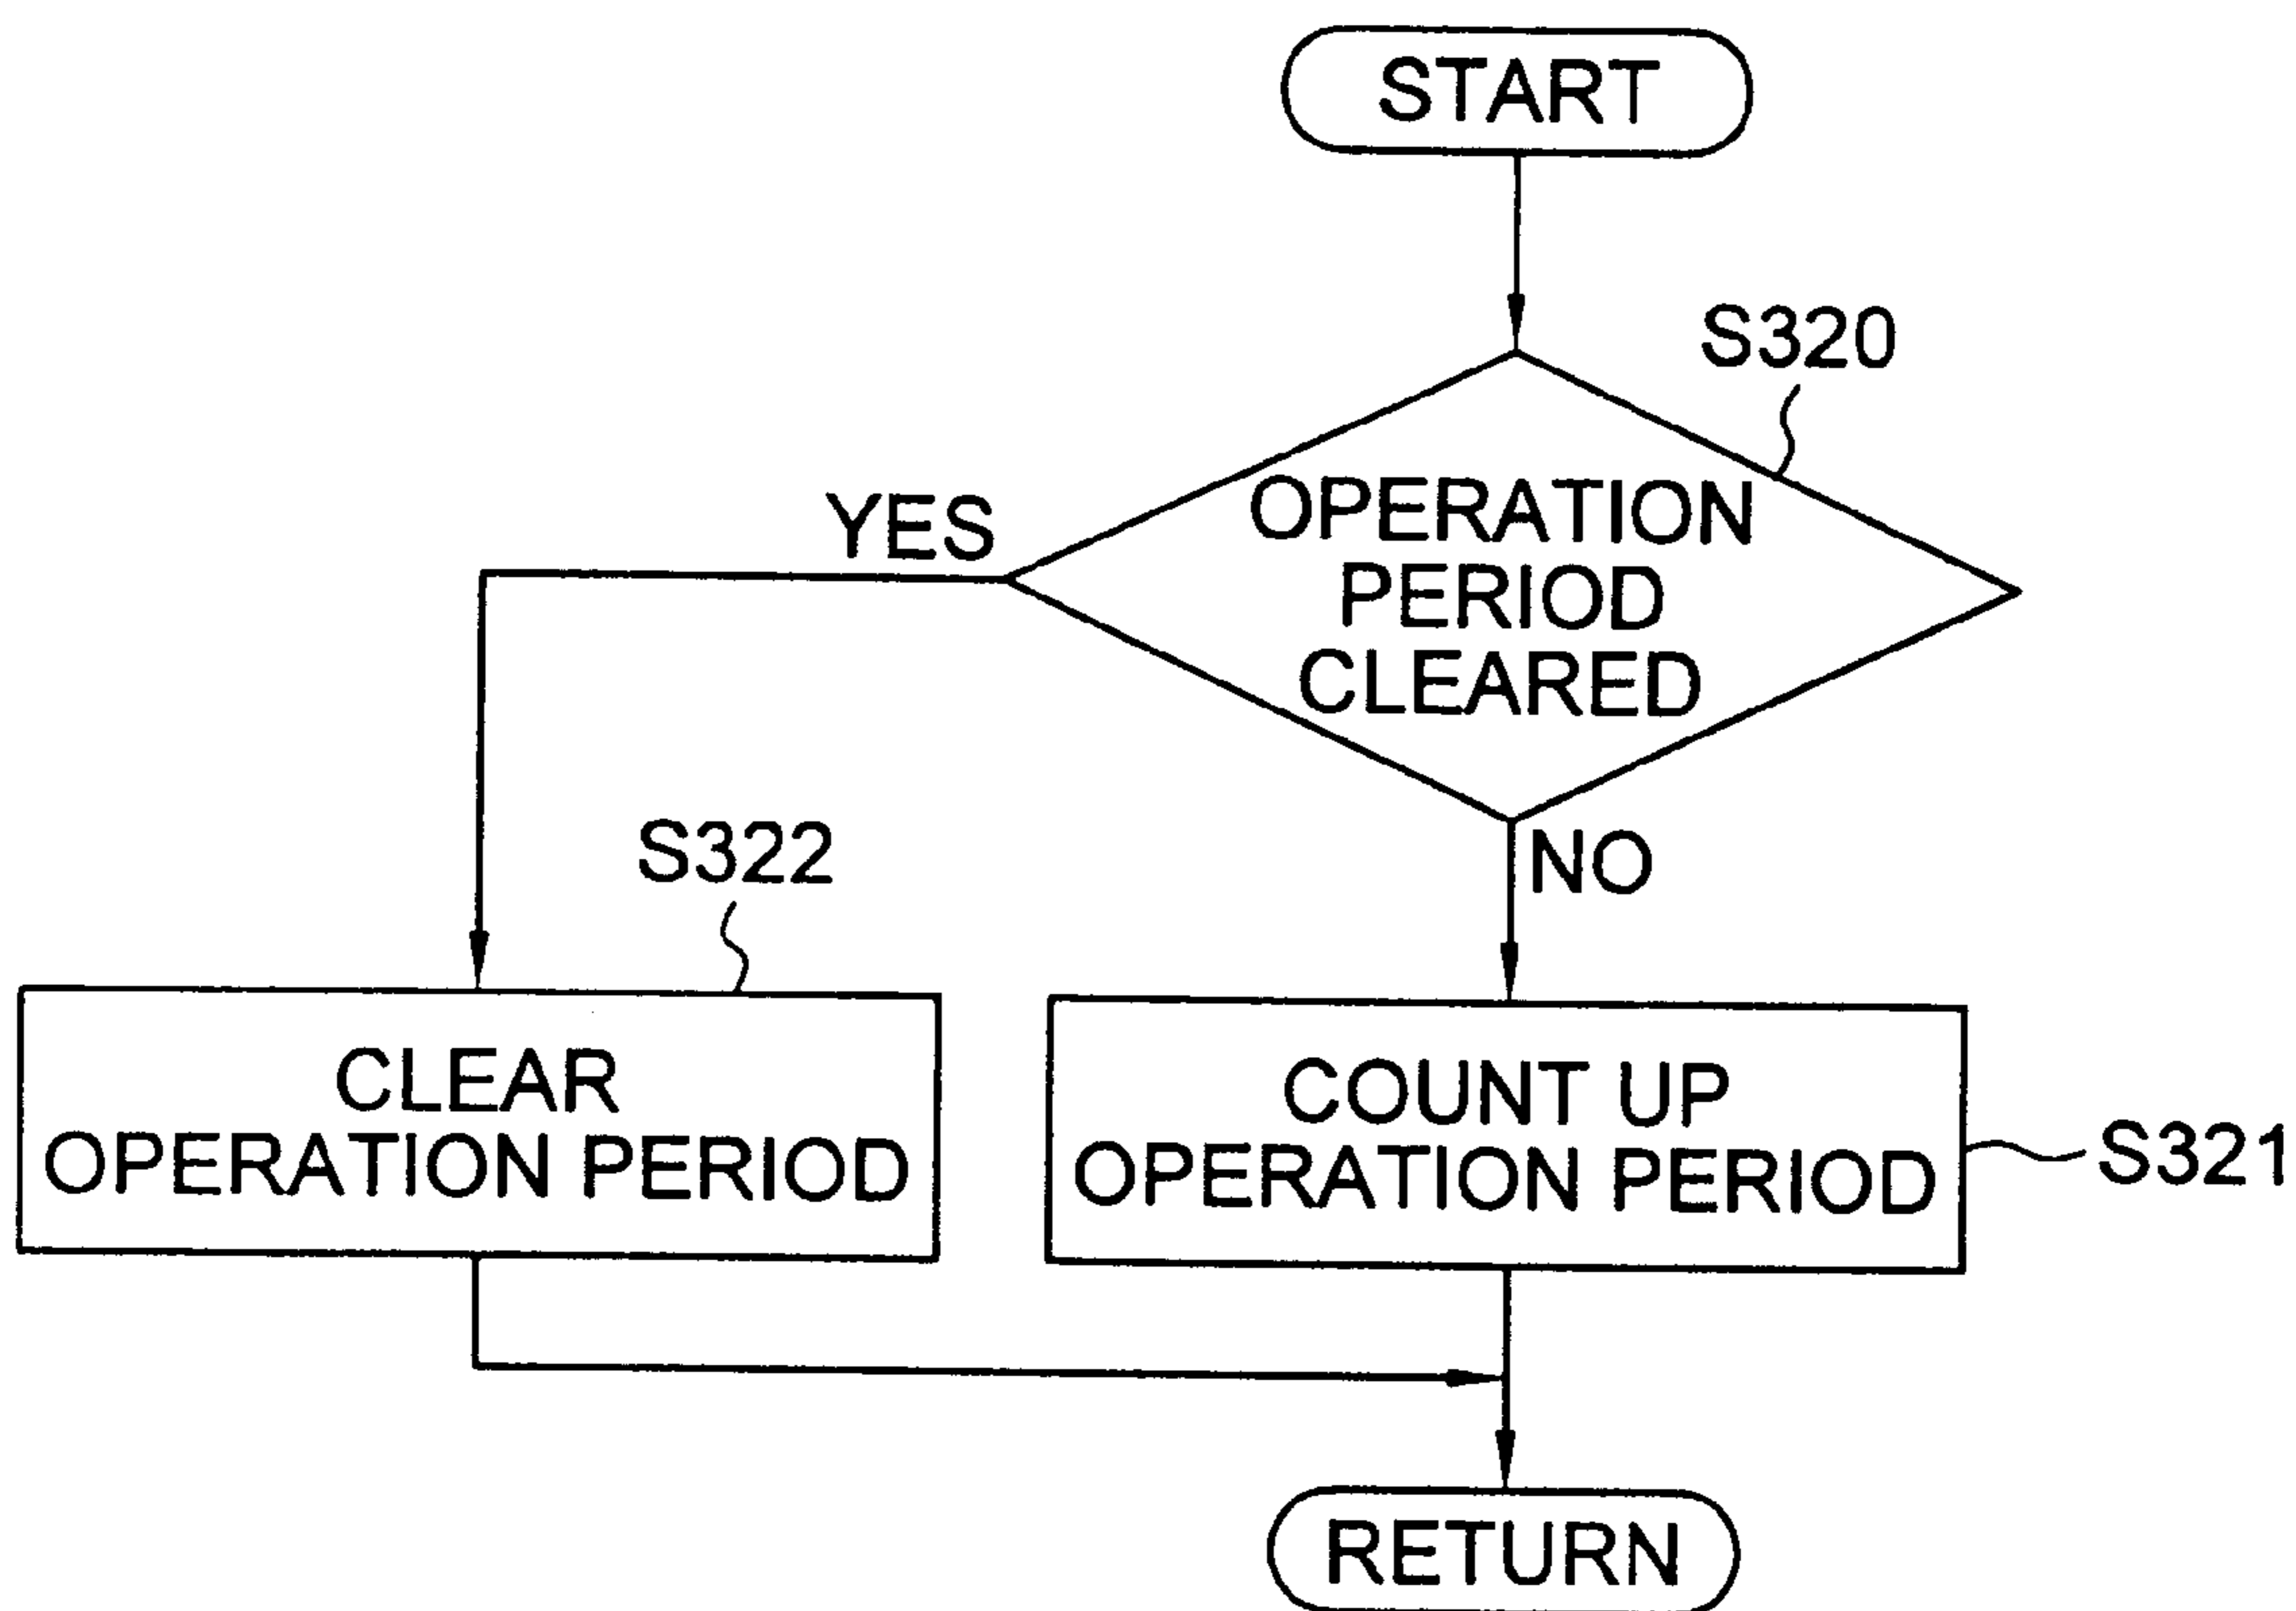 START
S320
OPERATION
PERIOD
CLEARED
YES
NO
S322
CLEAR
OPERATION PERIOD
COUNT UP
OPERATION PERIOD
S321
RETURN